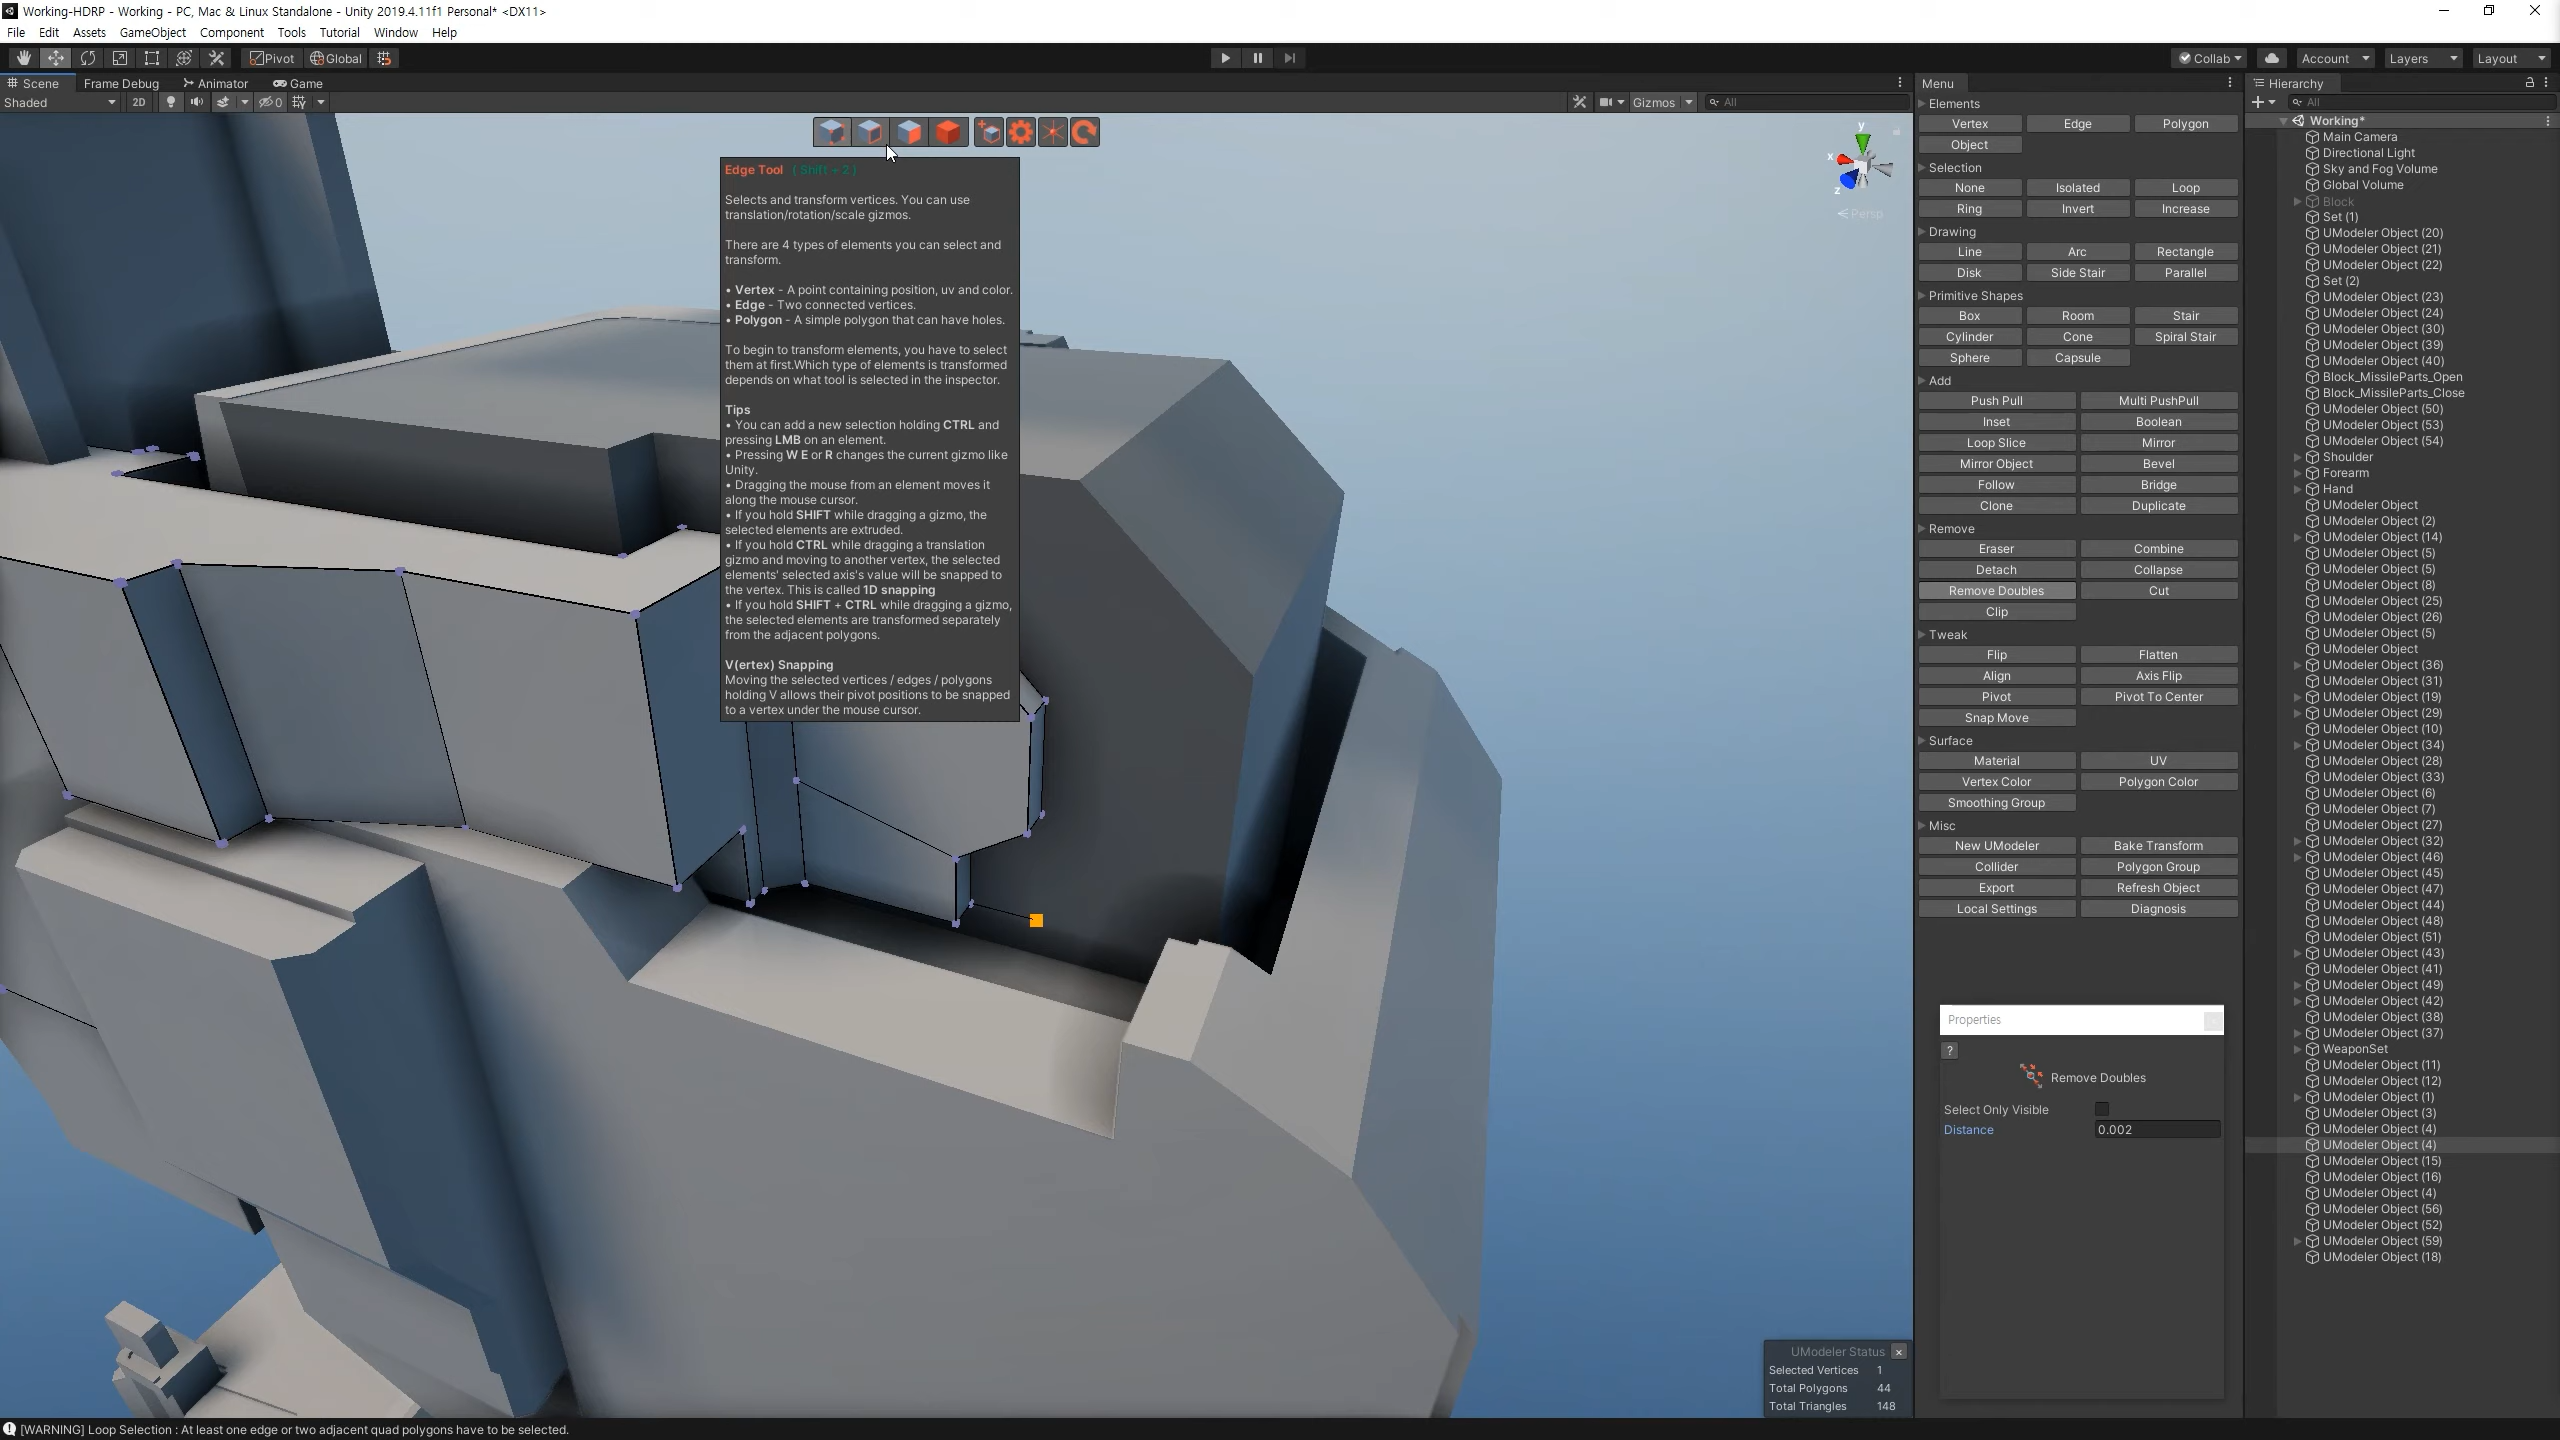 Working-HDRP - Working - PC, Mac & Linux Standalone - Unity 2019.4.11f1 Personal* <DX11>
File Edit Assets GameObject Component Tools Tutorial Window Help
Pivot Global
Collab Account Layers Layout
Scene Frame Debug Animator Game
Shaded 2D 0 Gizmos All
y
x
z
Persp
Edge Tool ( Shift + 2 )
Selects and transform vertices. You can use
translation/rotation/scale gizmos.
There are 4 types of elements you can select and
transform.
• Vertex - A point containing position, uv and color.
• Edge - Two connected vertices.
• Polygon - A simple polygon that can have holes.
To begin to transform elements, you have to select
them at first.Which type of elements is transformed
depends on what tool is selected in the inspector.
Tips
• You can add a new selection holding CTRL and
pressing LMB on an element.
• Pressing W E or R changes the current gizmo like
Unity.
• Dragging the mouse from an element moves it
along the mouse cursor.
• If you hold SHIFT while dragging a gizmo, the
selected elements are extruded.
• If you hold CTRL while dragging a translation
gizmo and moving to another vertex, the selected
elements' selected axis's value will be snapped to
the vertex. This is called 1D snapping
• If you hold SHIFT + CTRL while dragging a gizmo,
the selected elements are transformed separately
from the adjacent polygons.
V(ertex) Snapping
Moving the selected vertices / edges / polygons
holding V allows their pivot positions to be snapped
to a vertex under the mouse cursor.
UModeler Status
Selected Vertices 1
Total Polygons 44
Total Triangles 148
[WARNING] Loop Selection : At least one edge or two adjacent quad polygons have to be selected.
Menu
Elements
Vertex Edge Polygon
Object
Selection
None Isolated Loop
Ring Invert Increase
Drawing
Line Arc Rectangle
Disk Side Stair Parallel
Primitive Shapes
Box Room Stair
Cylinder Cone Spiral Stair
Sphere Capsule
Add
Push Pull Multi PushPull
Inset Boolean
Loop Slice Mirror
Mirror Object Bevel
Follow Bridge
Clone Duplicate
Remove
Eraser Combine
Detach Collapse
Remove Doubles Cut
Clip
Tweak
Flip Flatten
Align Axis Flip
Pivot Pivot To Center
Snap Move
Surface
Material UV
Vertex Color Polygon Color
Smoothing Group
Misc
New UModeler Bake Transform
Collider Polygon Group
Export Refresh Object
Local Settings Diagnosis
Properties
?
Remove Doubles
Select Only Visible
Distance 0.002
Hierarchy
All
Working*
Main Camera
Directional Light
Sky and Fog Volume
Global Volume
Block
Set (1)
UModeler Object (20)
UModeler Object (21)
UModeler Object (22)
Set (2)
UModeler Object (23)
UModeler Object (24)
UModeler Object (30)
UModeler Object (39)
UModeler Object (40)
Block_MissileParts_Open
Block_MissileParts_Close
UModeler Object (50)
UModeler Object (53)
UModeler Object (54)
Shoulder
Forearm
Hand
UModeler Object
UModeler Object (2)
UModeler Object (14)
UModeler Object (5)
UModeler Object (5)
UModeler Object (8)
UModeler Object (25)
UModeler Object (26)
UModeler Object (5)
UModeler Object
UModeler Object (36)
UModeler Object (31)
UModeler Object (19)
UModeler Object (29)
UModeler Object (10)
UModeler Object (34)
UModeler Object (28)
UModeler Object (33)
UModeler Object (6)
UModeler Object (7)
UModeler Object (27)
UModeler Object (32)
UModeler Object (46)
UModeler Object (45)
UModeler Object (47)
UModeler Object (44)
UModeler Object (48)
UModeler Object (51)
UModeler Object (43)
UModeler Object (41)
UModeler Object (49)
UModeler Object (42)
UModeler Object (38)
UModeler Object (37)
WeaponSet
UModeler Object (11)
UModeler Object (12)
UModeler Object (1)
UModeler Object (3)
UModeler Object (4)
UModeler Object (4)
UModeler Object (15)
UModeler Object (16)
UModeler Object (4)
UModeler Object (56)
UModeler Object (52)
UModeler Object (59)
UModeler Object (18)